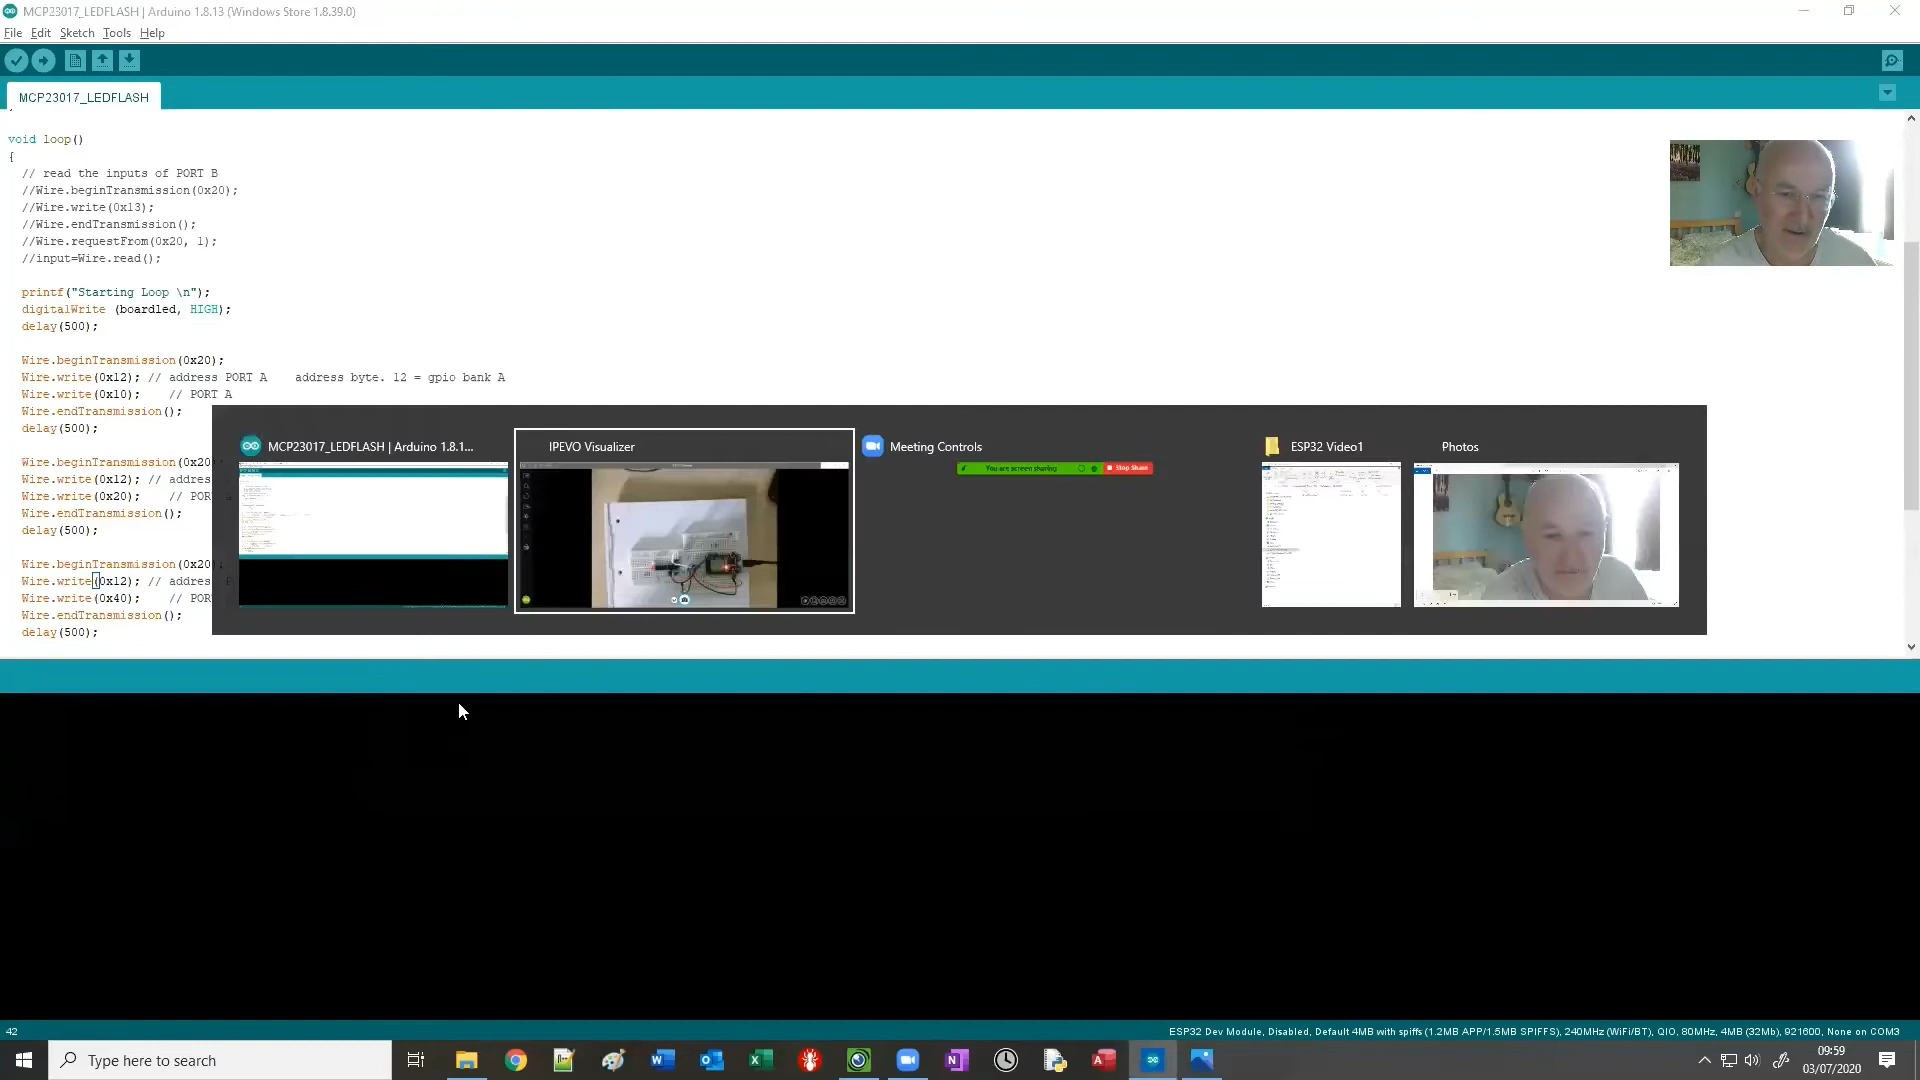 MCP23017_LEDFLASH | Arduino 1.8.13 (Windows Store 1.8.39.0)
File Edit Sketch Tools Help
MCP23017_LEDFLASH
void loop()
{
// read the inputs of PORT B
//Wire.beginTransmission(0x20);
//Wire.write(0x13);
//Wire.endTransmission();
//Wire.requestFrom(0x20, 1);
//input=Wire.read();
printf("Starting Loop \n");
digitalWrite (boardled, HIGH);
delay(500);
Wire.beginTransmission(0x20);
Wire.write(0x12); // address PORT A    address byte. 12 = gpio bank A
Wire.write(0x10);    // PORT A
Wire.endTransmission();
delay(500);
Wire.beginTransmission(0x20
Wire.write(0x12); // addres
Wire.write(0x20);    // POR
Wire.endTransmission();
delay(500);
Wire.beginTransmission(0x20
Wire.write(0x12); // addres
Wire.write(0x40);    // POR
Wire.endTransmission();
delay(500);
MCP23017_LEDFLASH | Arduino 1.8.1...
IPEVO Visualizer
Meeting Controls
You are screen sharing
Stop Share
ESP32 Video1
Photos
42
ESP32 Dev Module, Disabled, Default 4MB with spiffs (1.2MB APP/1.5MB SPIFFS), 240MHz (WiFi/BT), QIO, 80MHz, 4MB (32Mb), 921600, None on COM3
Type here to search
09:59
03/07/2020